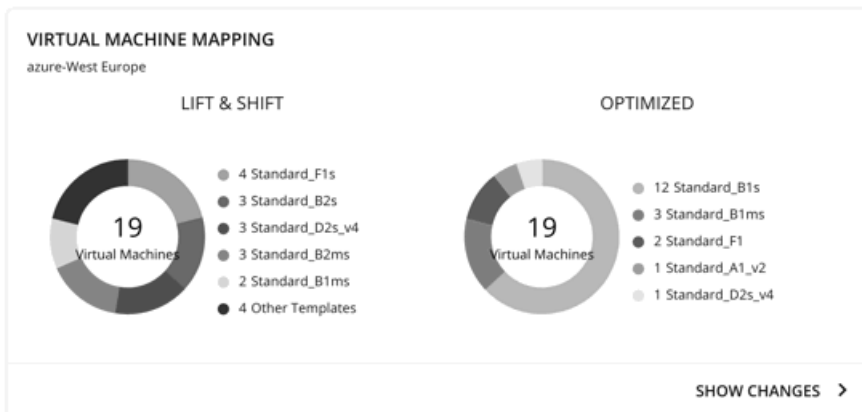 VIRTUAL MACHINE MAPPING
azure-West Europe
LIFT & SHIFT
19
Virtual Machines
4 Standard_F1s
3 Standard_B2s
3 Standard_D2s_v4
3 Standard_B2ms
2 Standard_B1ms
4 Other Templates
OPTIMIZED
19
Virtual Machines
12 Standard_B1s
3 Standard_B1ms
2 Standard_F1
1 Standard_A1_v2
1 Standard_D2s_v4
SHOW CHANGES